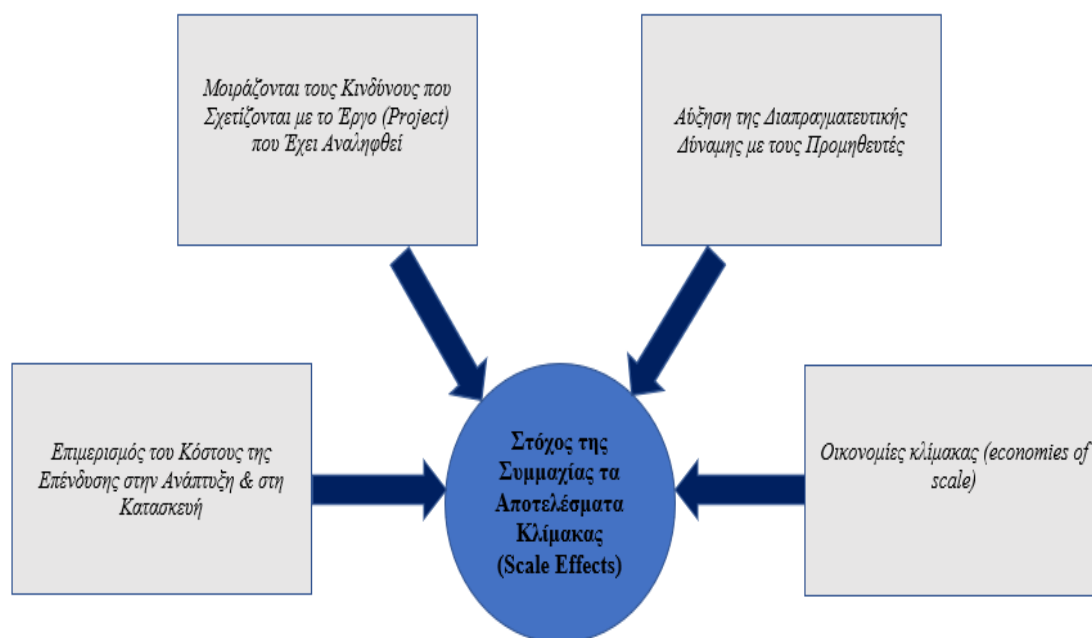 Μοιράζονται τους Κινδύνους που
Σχετίζονται με το Έργο (Project)
που Έχει Αναληφθεί
Αύξηση της Διαπραγματευτικής
Δύναμης με τους Προμηθευτές
Επιμερισμός του Κόστους της
Επένδυσης στην Ανάπτυξη & στη
Κατασκευή
Στόχος της
Συμμαχίας τα
Αποτελέσματα
Κλίμακας
(Scale Effects)
Οικονομίες κλίμακας (economies of
scale)